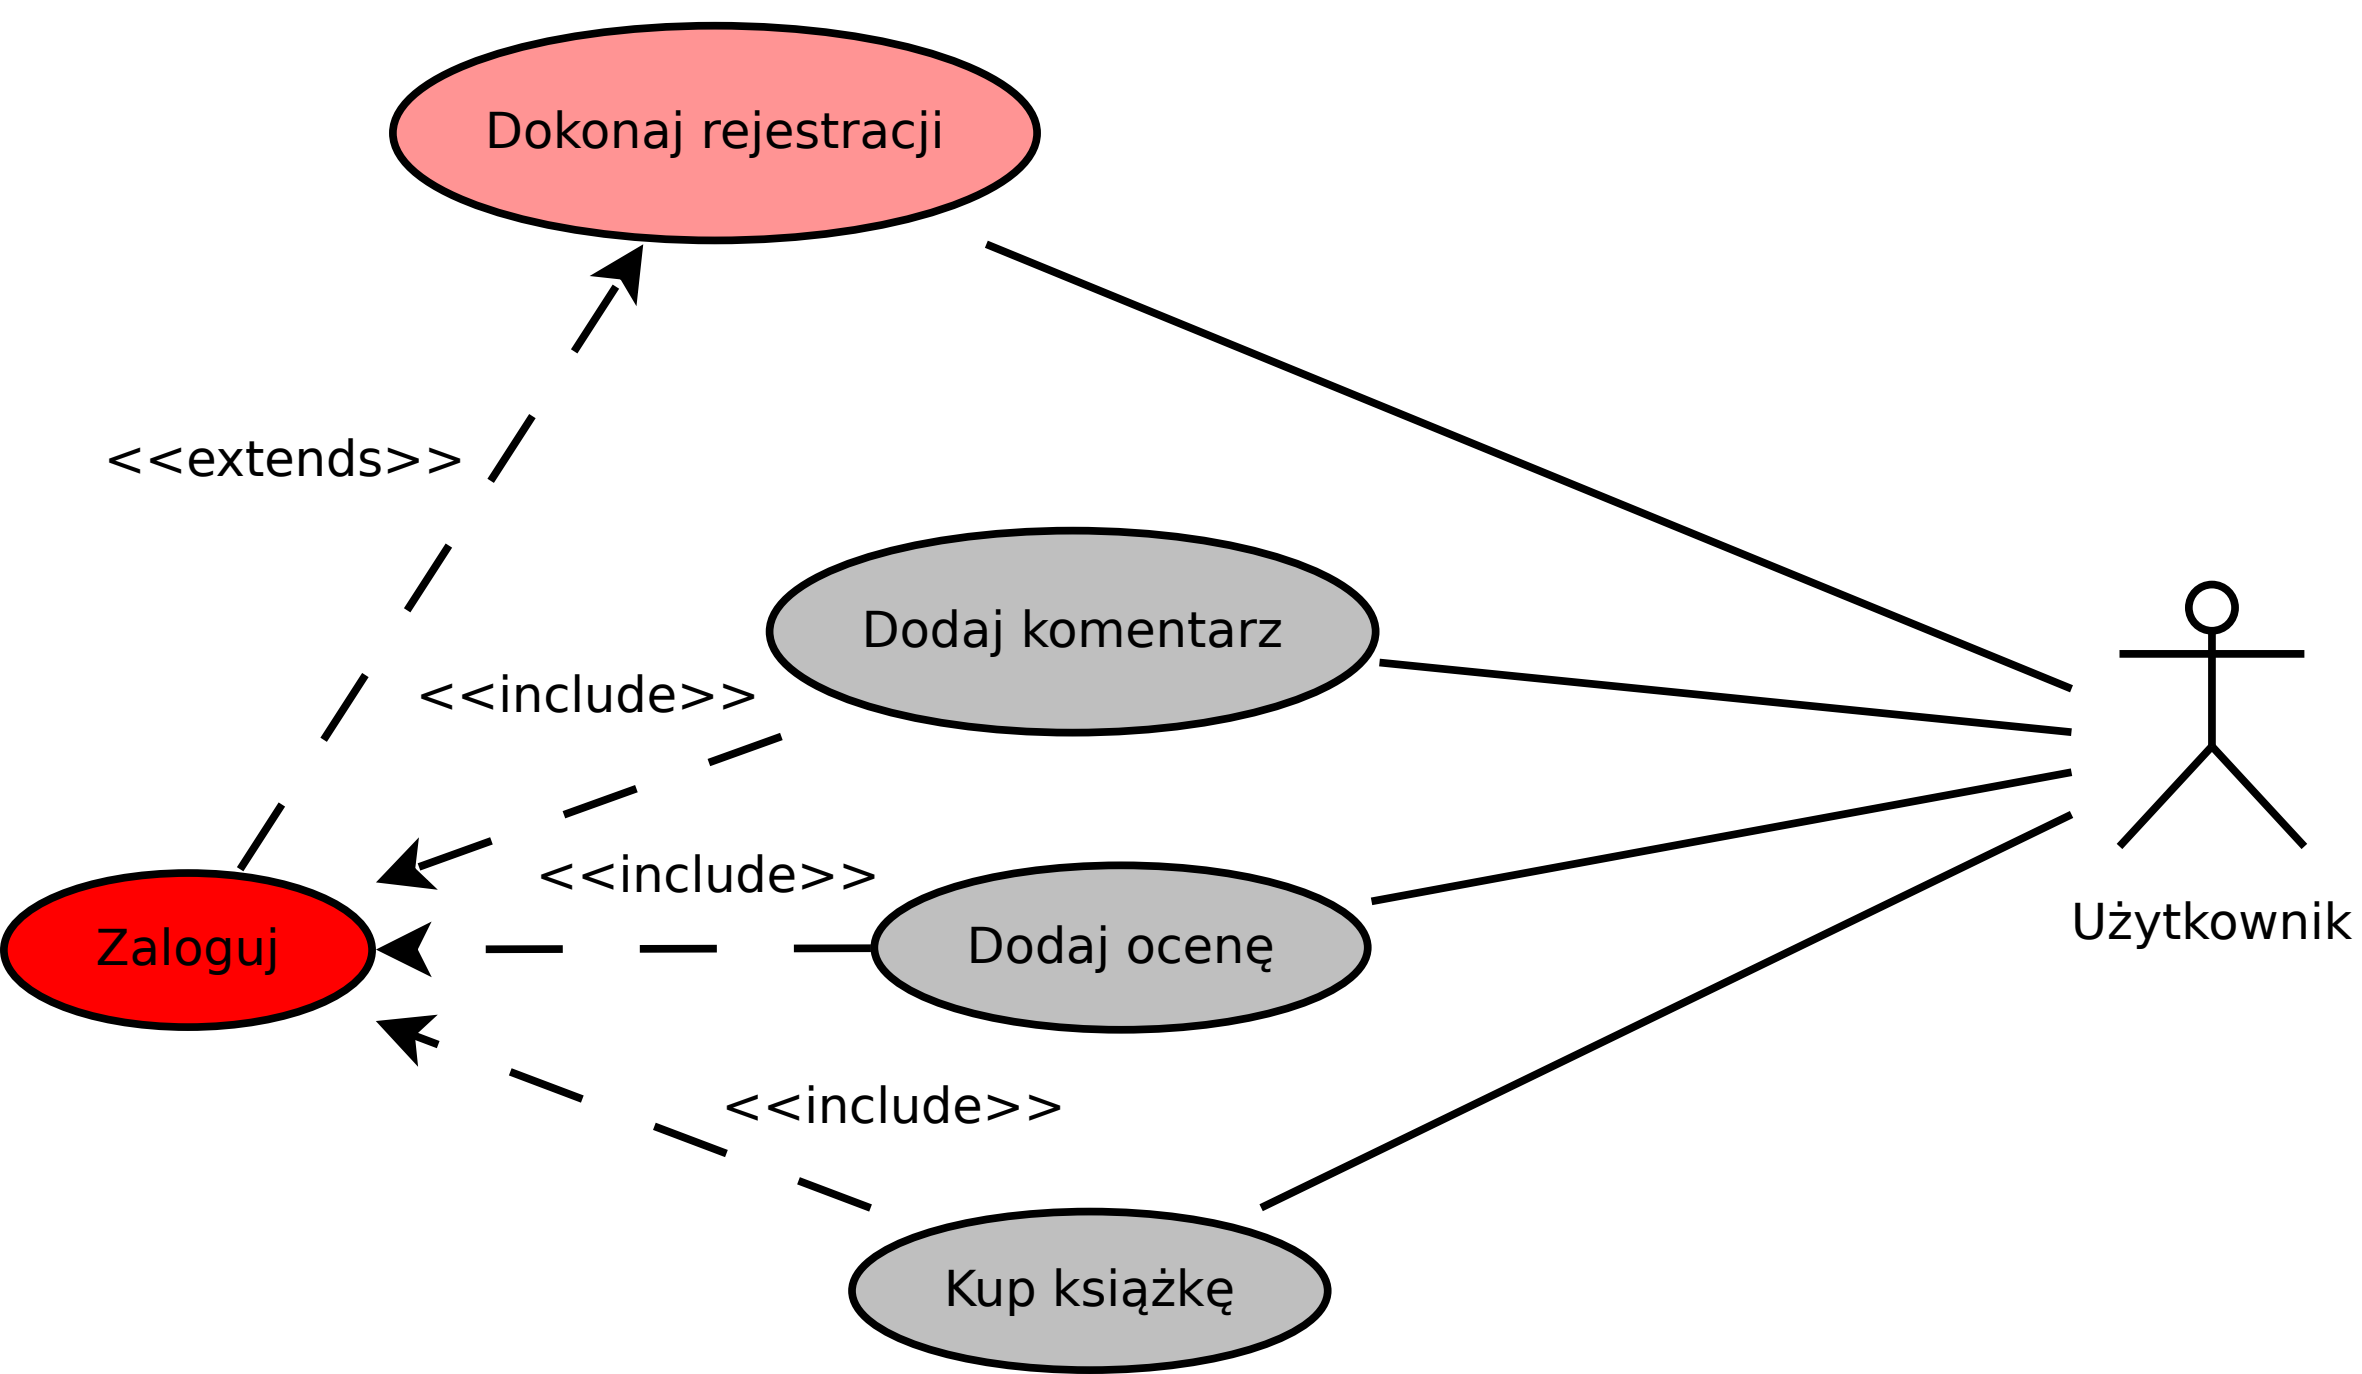 Dokonaj rejestracji
<<extends>>
Dodaj komentarz
<<include>>
<<include>>
Zaloguj
Dodaj ocenę
Użytkownik
<<include>>
Kup książkę